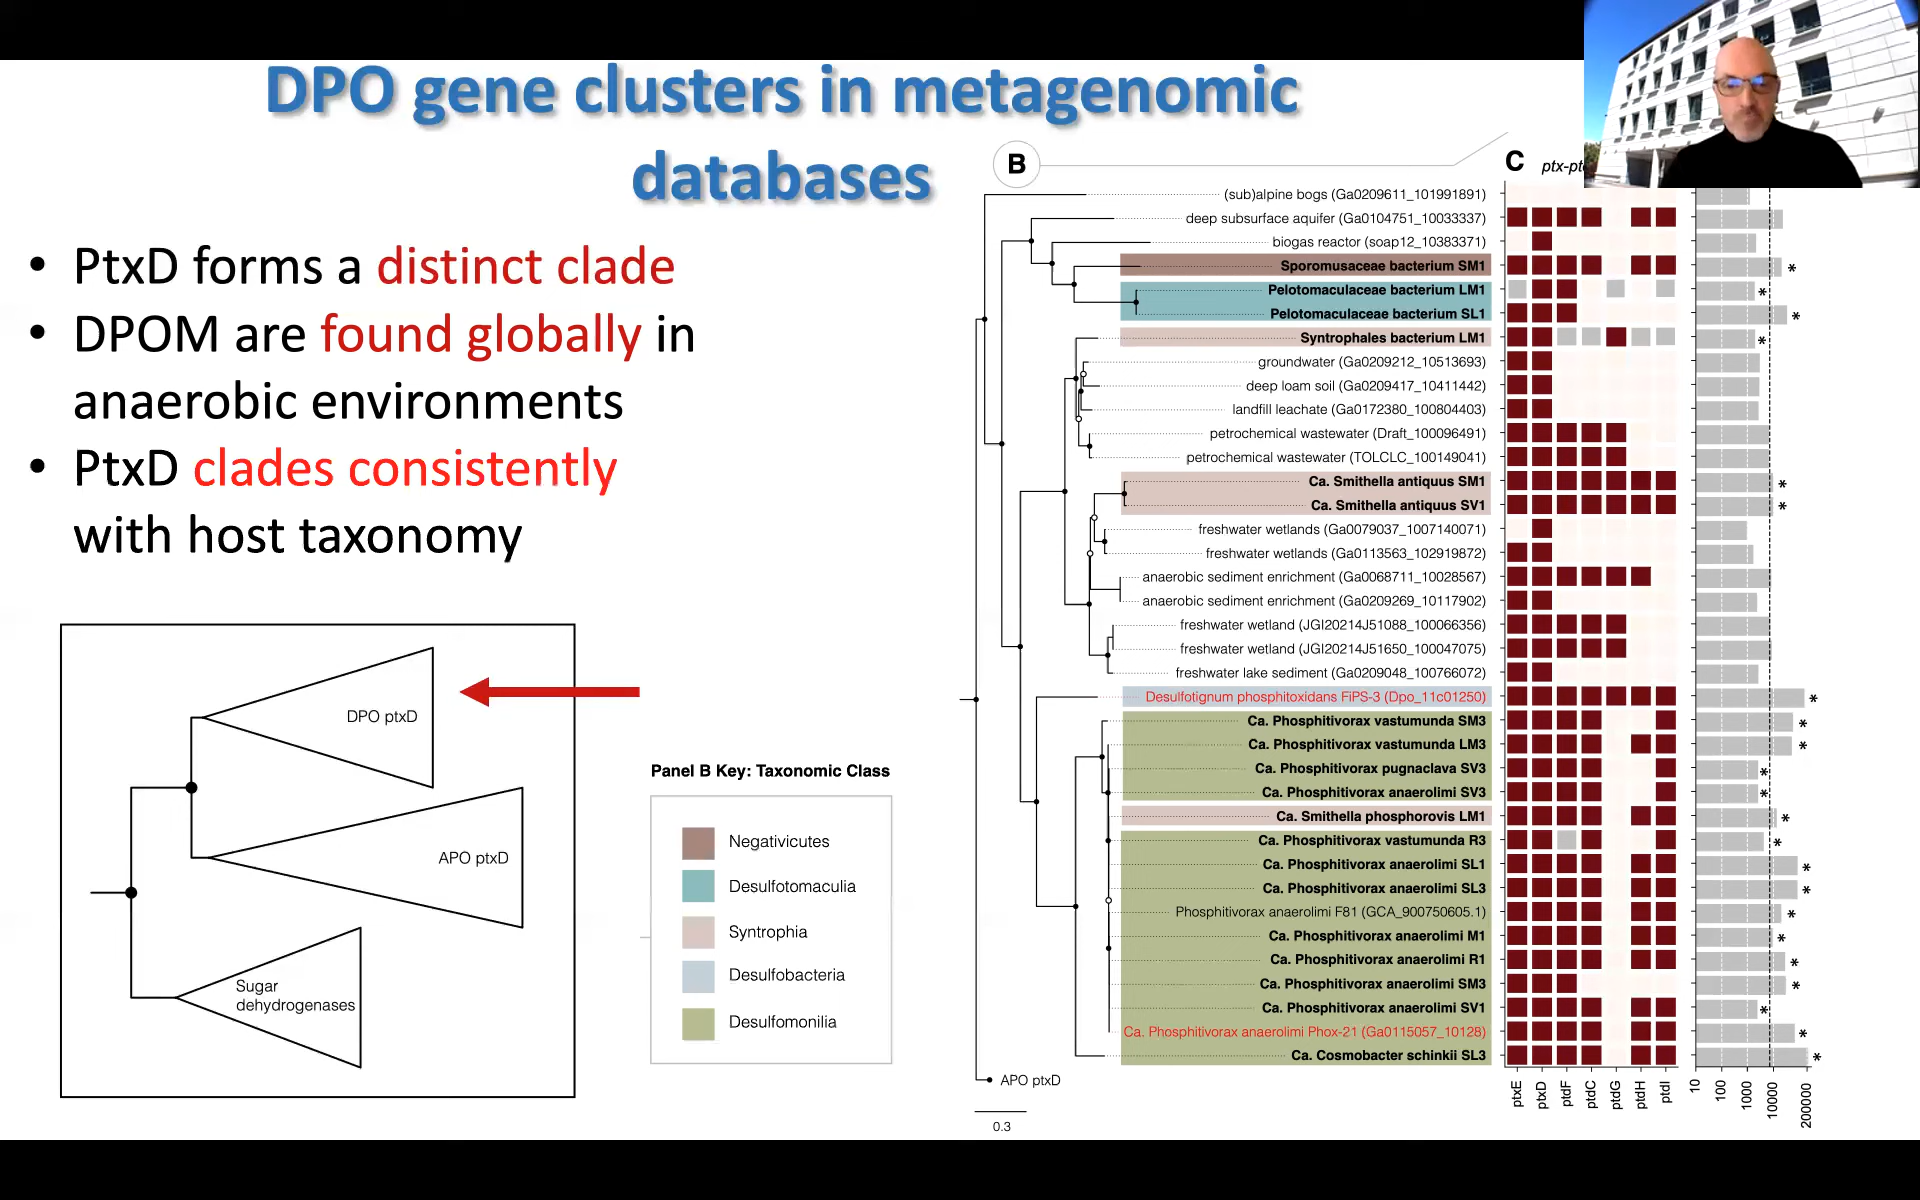 DPO gene clusters in metagenomic
databases
• PtxD forms a distinct clade
• DPOM are found globally in
anaerobic environments
• PtxD clades consistently
with host taxonomy
DPO ptxD
APO ptxD
Sugar
dehydrogenases
Panel B Key: Taxonomic Class
Negativicutes
Desulfotomaculia
Syntrophia
Desulfobacteria
Desulfomonilia
B
(sub)alpine bogs (Ga0209611_101991891)
deep subsurface aquifer (Ga0104751_10033337)
biogas reactor (soap12_10383371)
Sporomusaceae bacterium SM1
Pelotomaculaceae bacterium LM1
Pelotomaculaceae bacterium SL1
Syntrophales bacterium LM1
groundwater (Ga0209212_10513693)
deep loam soil (Ga0209417_10411442)
landfill leachate (Ga0172380_100804403)
petrochemical wastewater (Draft_100096491)
petrochemical wastewater (TOLCLC_100149041)
Ca. Smithella antiquus SM1
Ca. Smithella antiquus SV1
freshwater wetlands (Ga0079037_1007140071)
freshwater wetlands (Ga0113563_102919872)
anaerobic sediment enrichment (Ga0068711_10028567)
anaerobic sediment enrichment (Ga0209269_10117902)
freshwater wetland (JGI20214J51088_100066356)
freshwater wetland (JGI20214J51650_100047075)
freshwater lake sediment (Ga0209048_100766072)
Desulfotignum phosphitoxidans FiPS-3 (Dpo_11c01250)
Ca. Phosphitivorax vastumunda SM3
Ca. Phosphitivorax vastumunda LM3
Ca. Phosphitivorax pugnaclava SV3
Ca. Phosphitivorax anaerolimi SV3
Ca. Smithella phosphorovis LM1
Ca. Phosphitivorax vastumunda R3
Ca. Phosphitivorax anaerolimi SL1
Ca. Phosphitivorax anaerolimi SL3
Phosphitivorax anaerolimi F81 (GCA_900750605.1)
Ca. Phosphitivorax anaerolimi M1
Ca. Phosphitivorax anaerolimi R1
Ca. Phosphitivorax anaerolimi SM3
Ca. Phosphitivorax anaerolimi SV1
Ca. Phosphitivorax anaerolimi Phox-21 (Ga0115057_10128)
Ca. Cosmobacter schinkii SL3
APO ptxD
0.3
C
ptx-pt
ptxE
ptxD
ptdF
ptdC
ptdG
ptdH
ptdI
10
100
1000
10000
200000